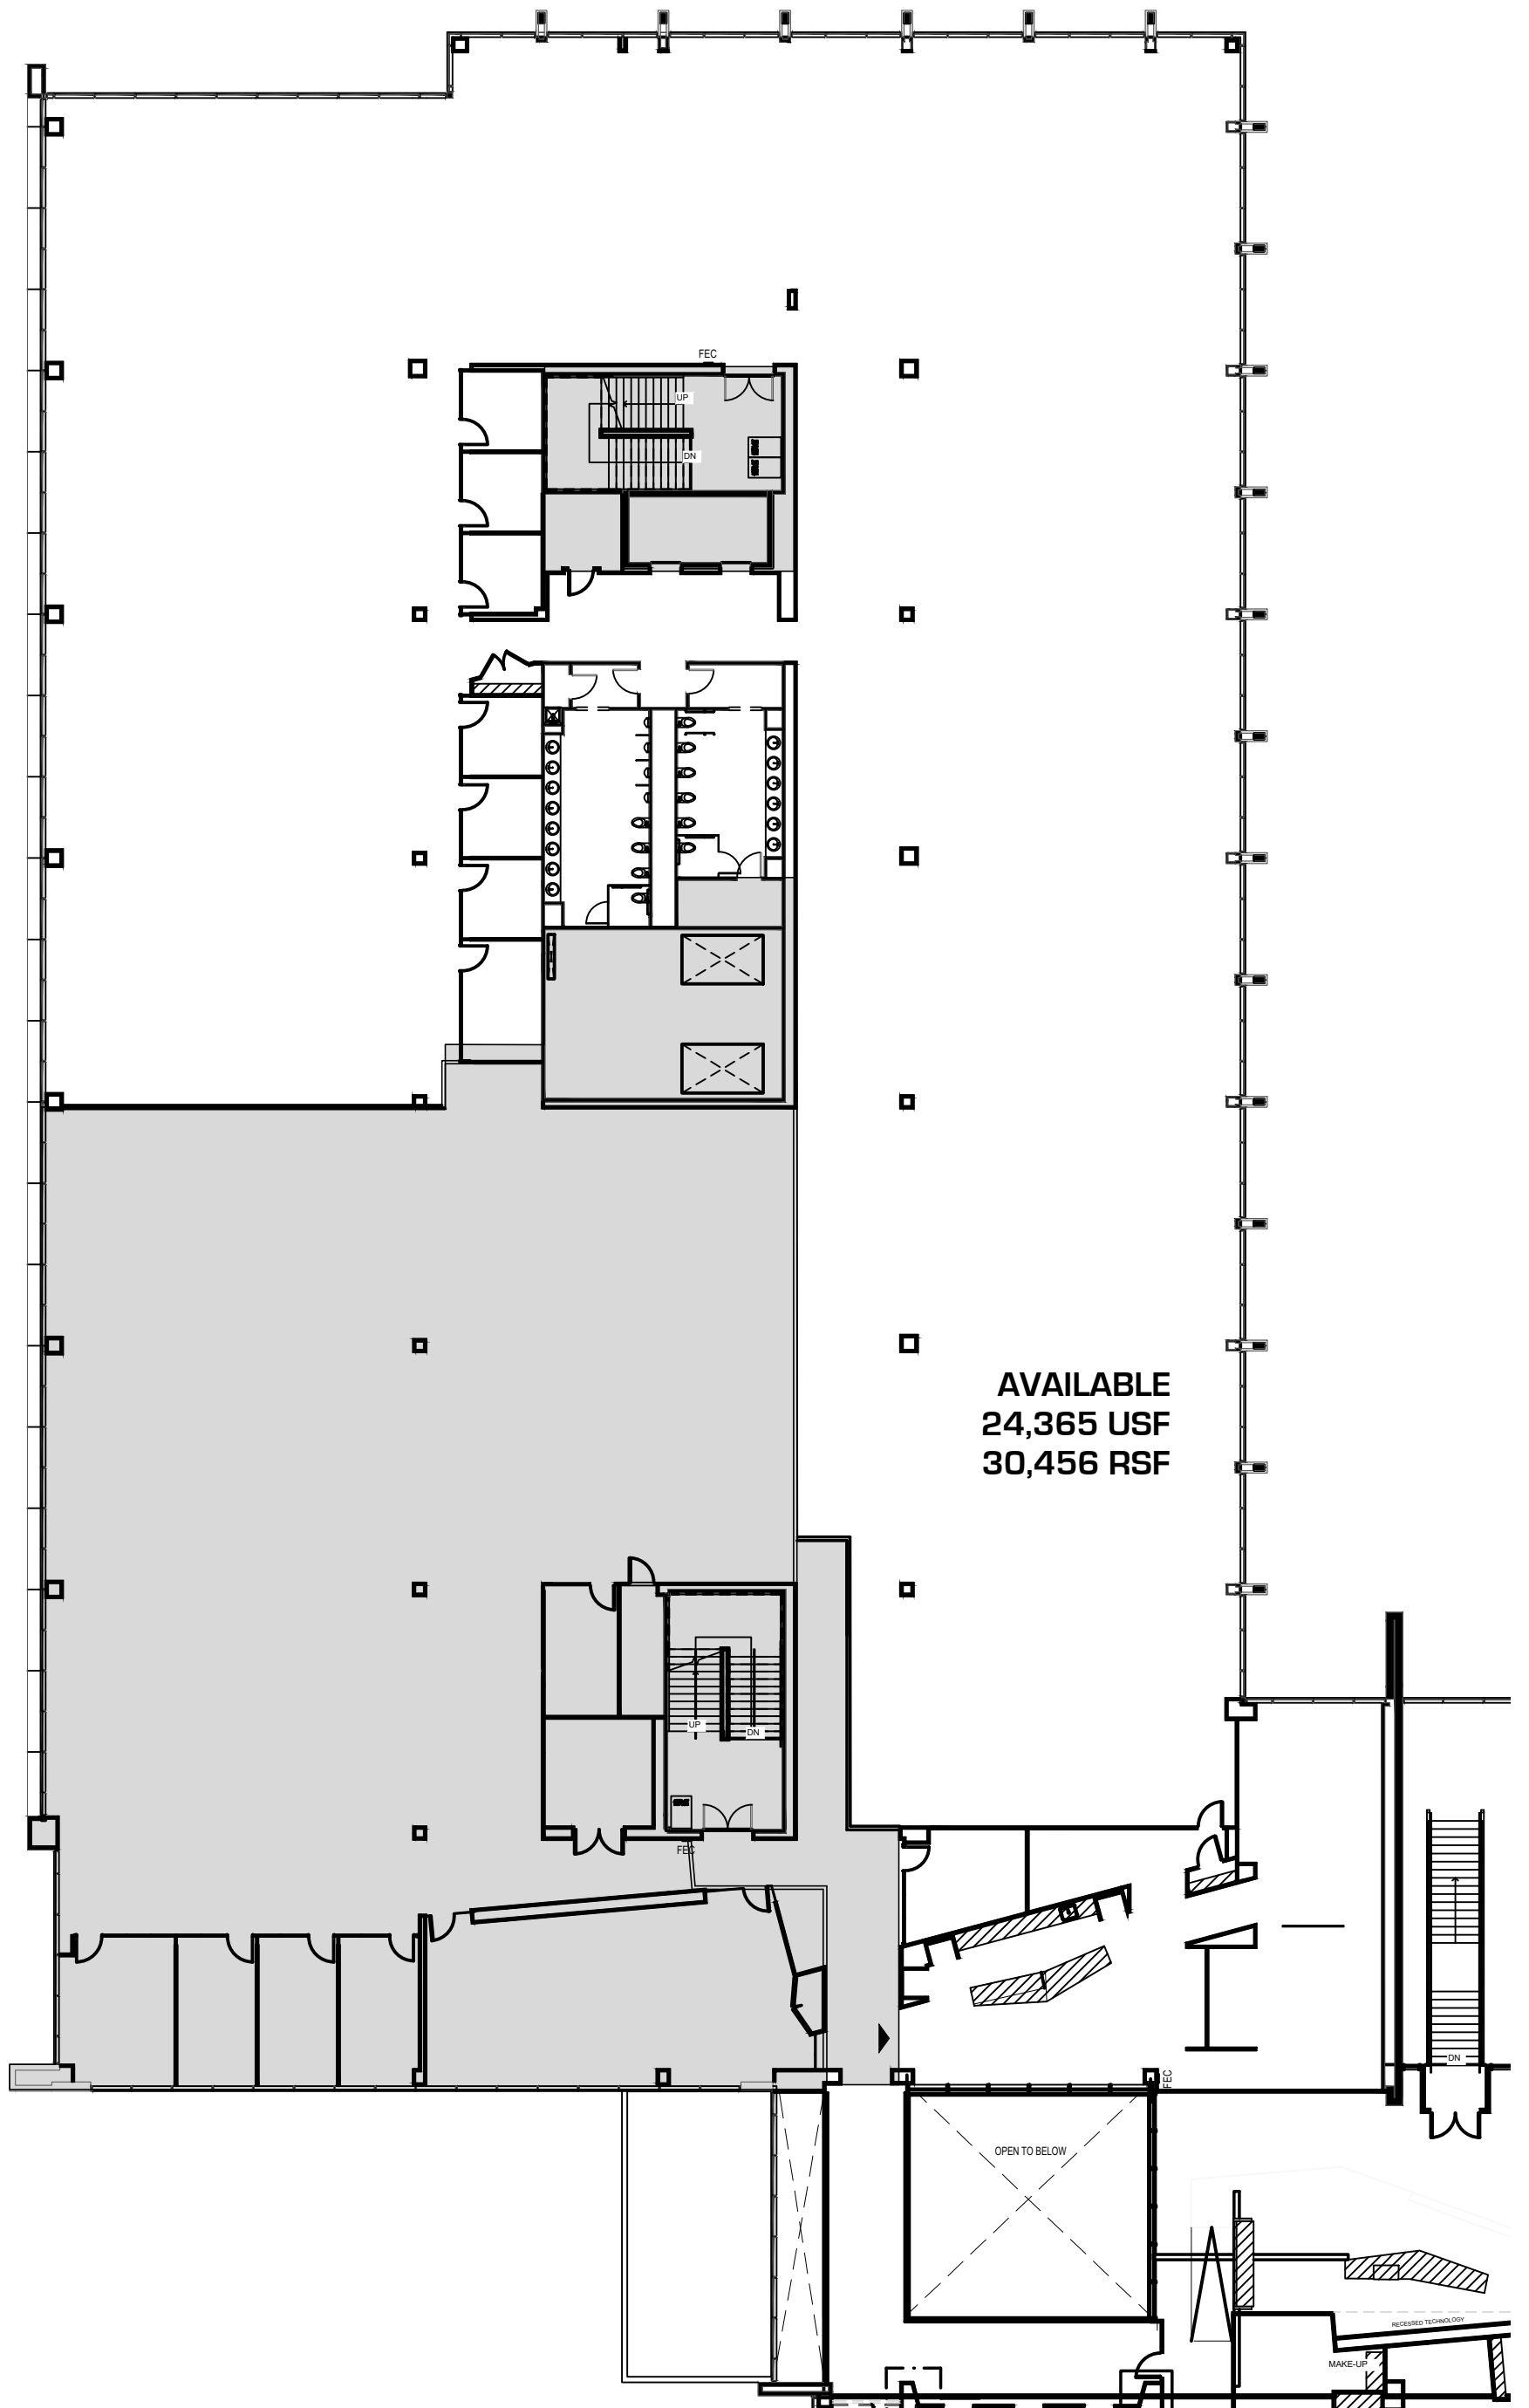 FEC
UP
DN
AVAILABLE
24,365 USF
30,456 RSF
UP
DN
FEC
DN
FEC
OPEN TO BELOW
RECESSED TECHNOLOGY
MAKE-UP